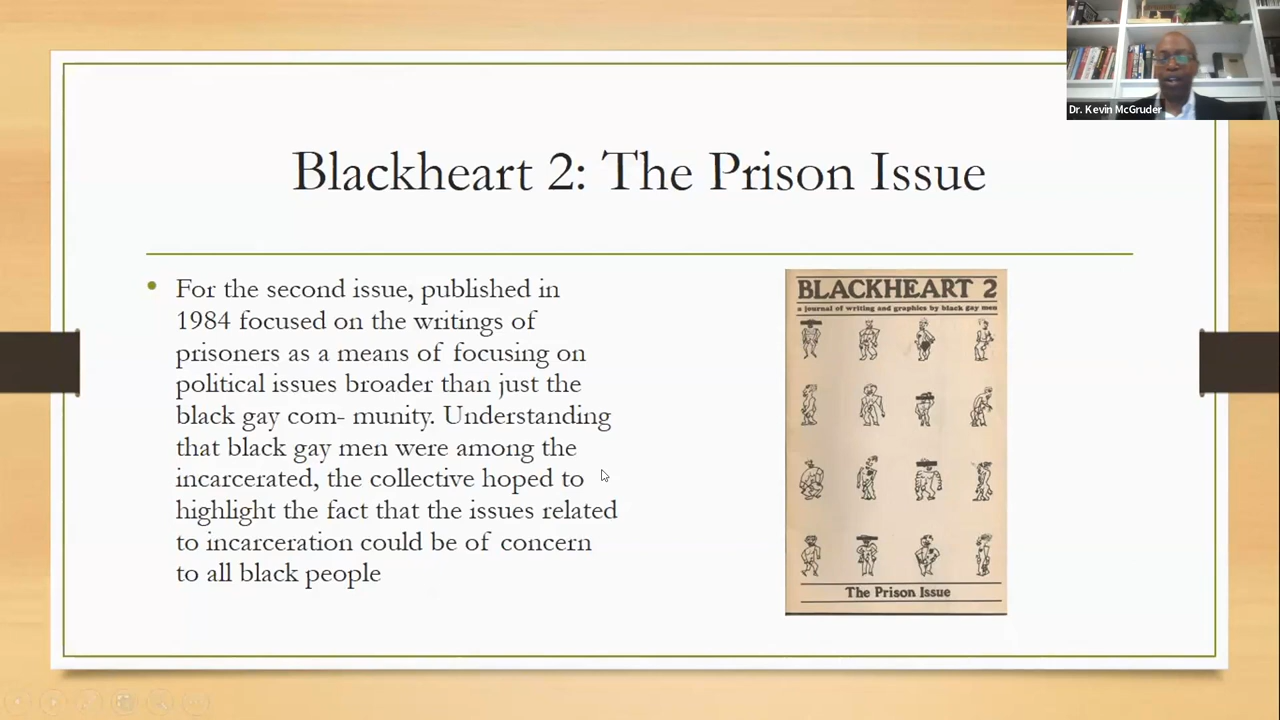 Dr. Kevin McGruder
Blackheart 2: The Prison Issue
For the second issue, published in
1984 focused on the writings of
prisoners as a means of focusing on
political issues broader than just the
black gay com- munity. Understanding
that black gay men were among the
incarcerated, the collective hoped to
highlight the fact that the issues related
to incarceration could be of concern
to all black people
BLACKHEART 2
a journal of writing and graphics by black gay men
The Prison Issue